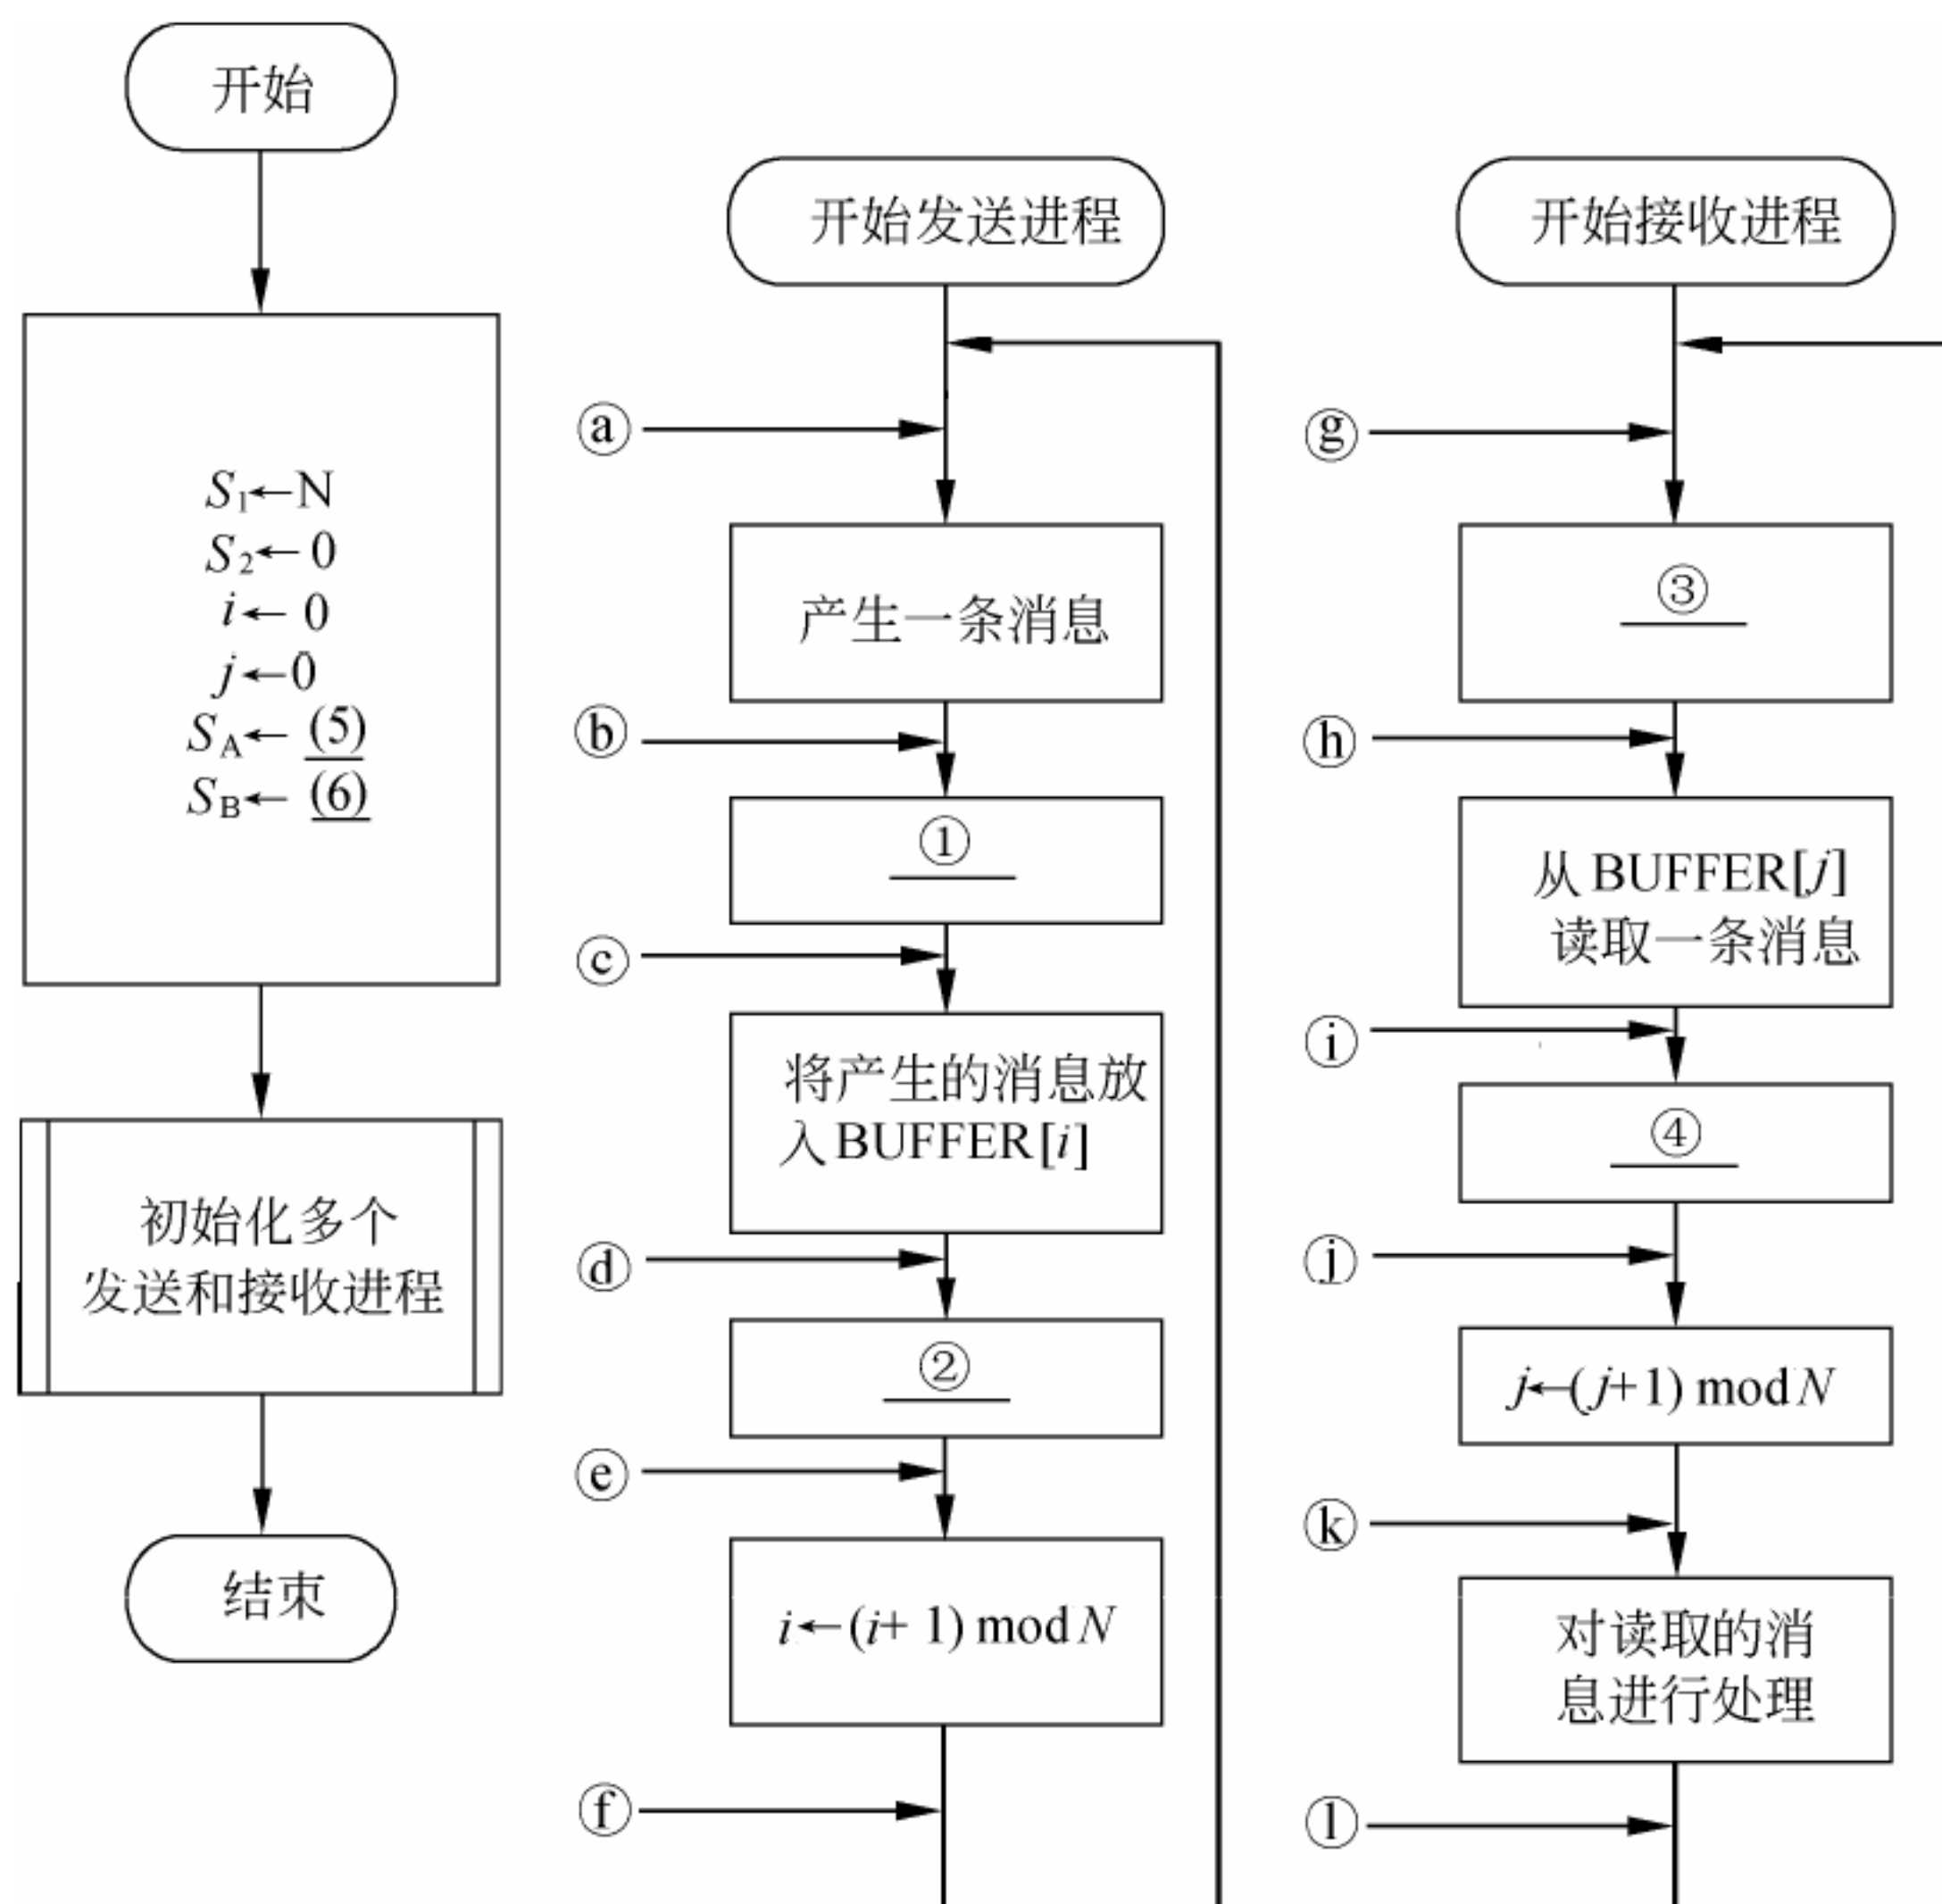 开始
S₁←N
S₂←0
i←0
j←0
S_A←(5)
S_B←(6)
初始化多个
发送和接收进程
结束
开始发送进程
ⓐ
产生一条消息
ⓑ
①
ⓒ
将产生的消息放
入BUFFER[i]
ⓓ
②
ⓔ
i←(i+1) mod N
ⓕ
开始接收进程
ⓖ
③
ⓗ
从BUFFER[j]
读取一条消息
ⓘ
④
ⓙ
j←(j+1) mod N
ⓚ
对读取的消
息进行处理
ⓛ